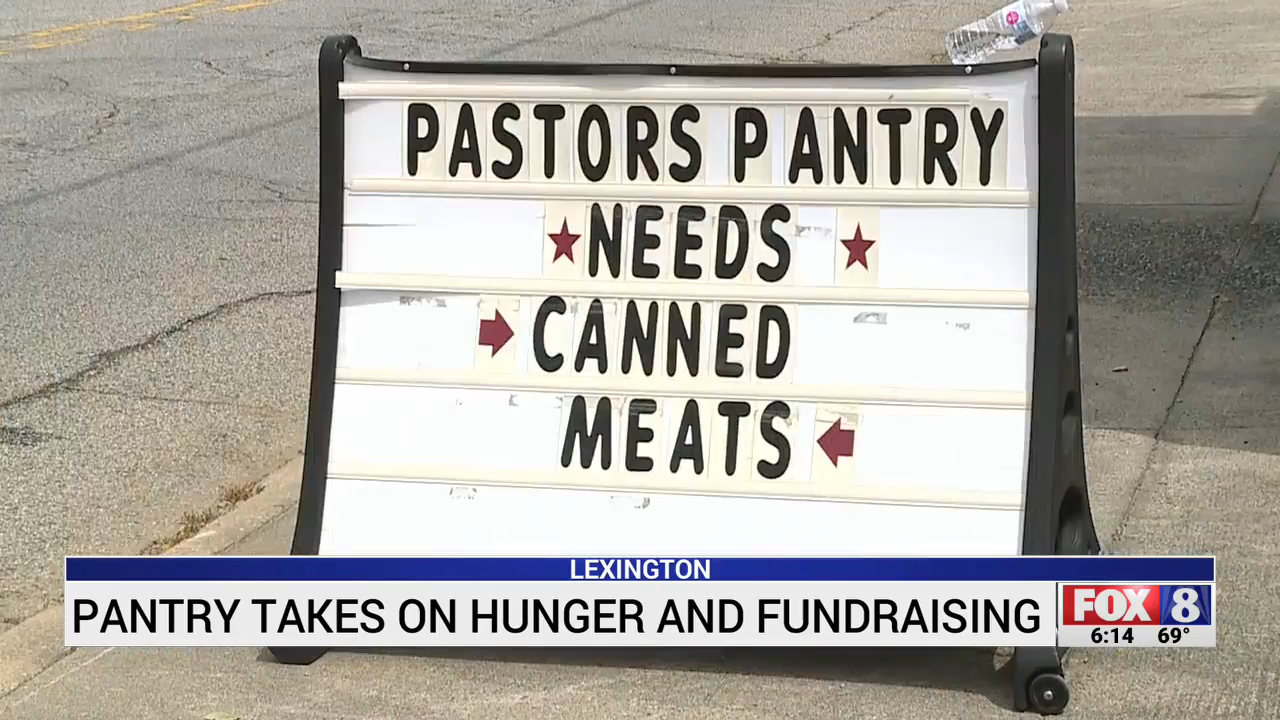 PASTORS PANTRY
NEEDS
CANNED
MEATS
LEXINGTON
PANTRY TAKES ON HUNGER AND FUNDRAISING
FOX 8
6:14 69°